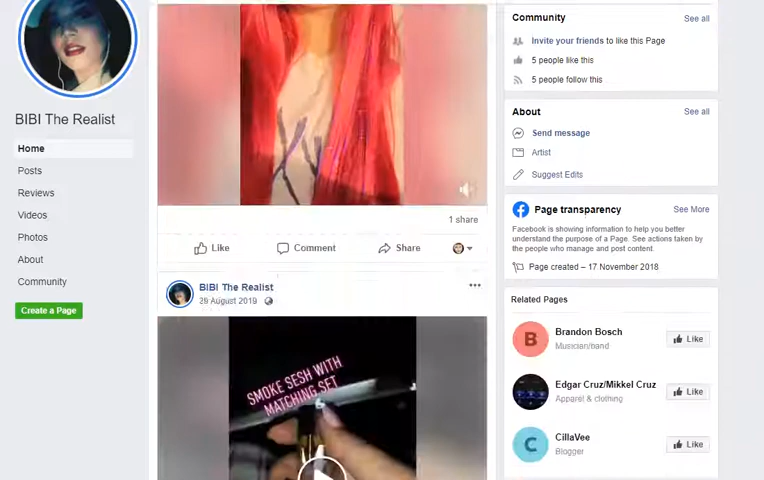 BIBI The Realist
Home
Posts
Reviews
Videos
Photos
About
Community
Create a Page
1 share
Like
Comment
Share
BIBI The Realist
29 August 2019
SMOKE SESH WITH
MATCHING SET
Community
See all
Invite your friends to like this Page
5 people like this
5 people follow this
About
See all
Send message
Artist
Suggest Edits
Page transparency
See More
Facebook is showing information to help you better
understand the purpose of a Page. See actions taken by
the people who manage and post content.
Page created – 17 November 2018
Related Pages
B
Brandon Bosch
Musician/band
Like
Edgar Cruz/Mikkel Cruz
Apparel & clothing
Like
C
CillaVee
Blogger
Like